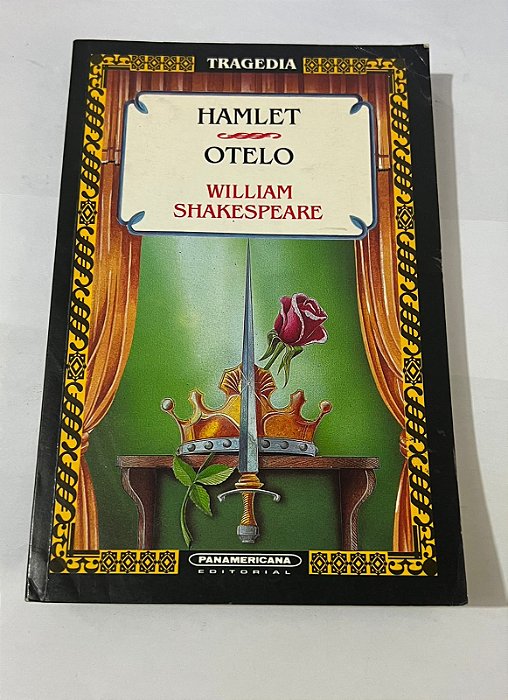 TRAGEDIA
HAMLET
OTELO
WILLIAM
SHAKESPEARE
PANAMERICANA
EDITORIAL